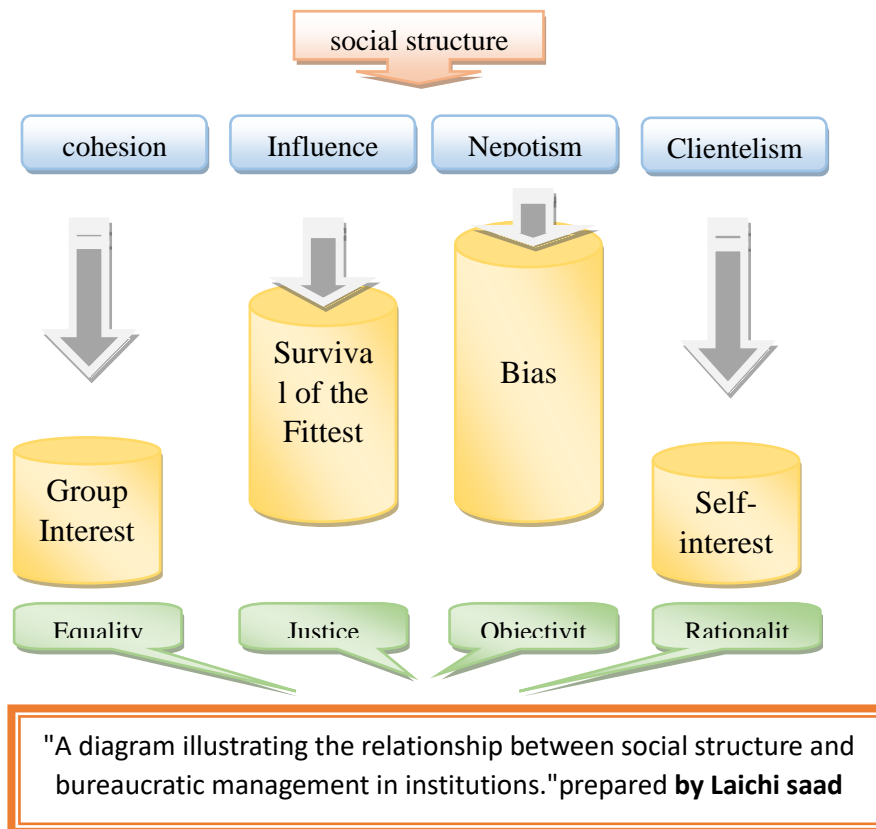 social structure
cohesion
Influence
Nepotism
Clientelism
Surviva
l of the
Fittest
Bias
Group
Interest
Self-
interest
Equality
Justice
Objectivit
Rationalit
"A diagram illustrating the relationship between social structure and
bureaucratic management in institutions."prepared by Laichi saad